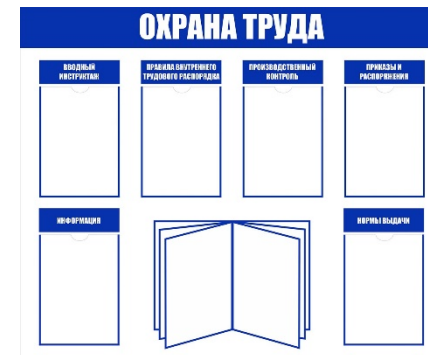 ОХРАНА ТРУДА
ВВОДНЫЙ
ИНСТРУКТАЖ
ПРАВИЛА ВНУТРЕННЕГО
ТРУДОВОГО РАСПОРЯДКА
ПРОИЗВОДСТВЕННЫЙ
КОНТРОЛЬ
ПРИКАЗЫ И
РАСПОРЯЖЕНИЯ
ИНФОРМАЦИЯ
НОРМЫ ВЫДАЧИ